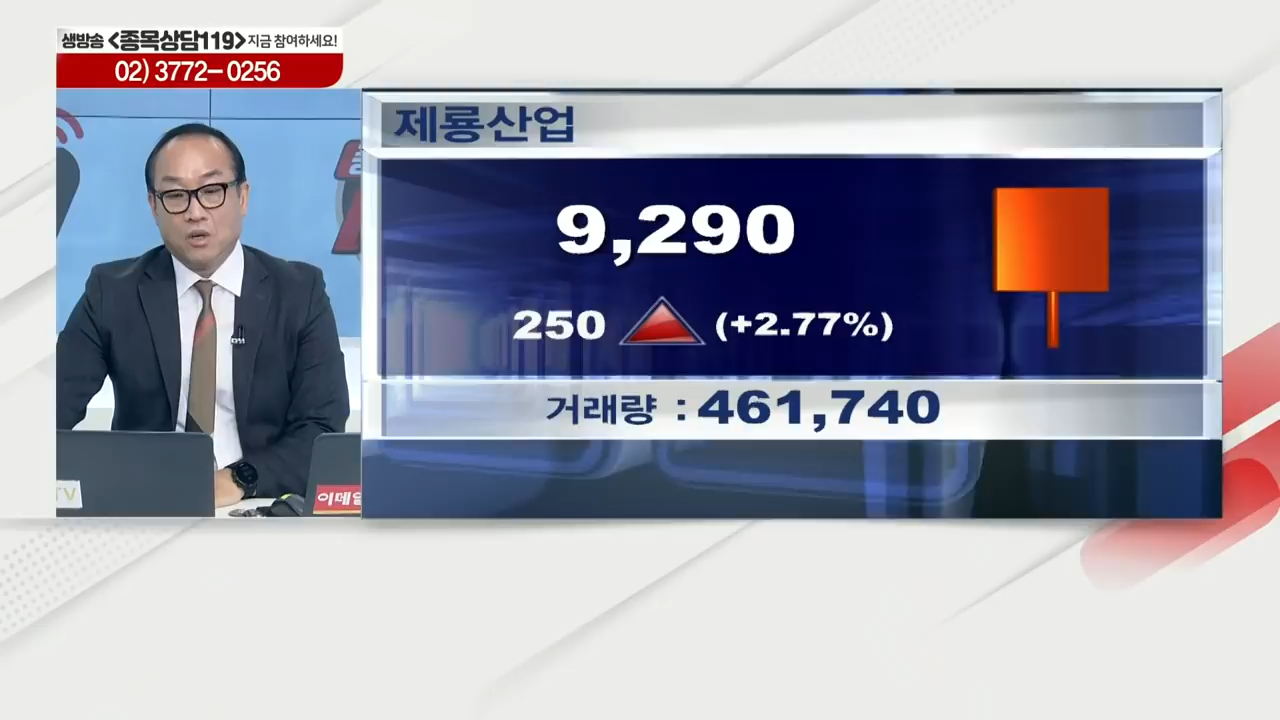 생방송 <종목상담119> 지금 참여하세요!
02) 3772-0256
제룡산업
9,290
250 ▲ (+2.77%)
거래량 : 461,740
TV
이데일